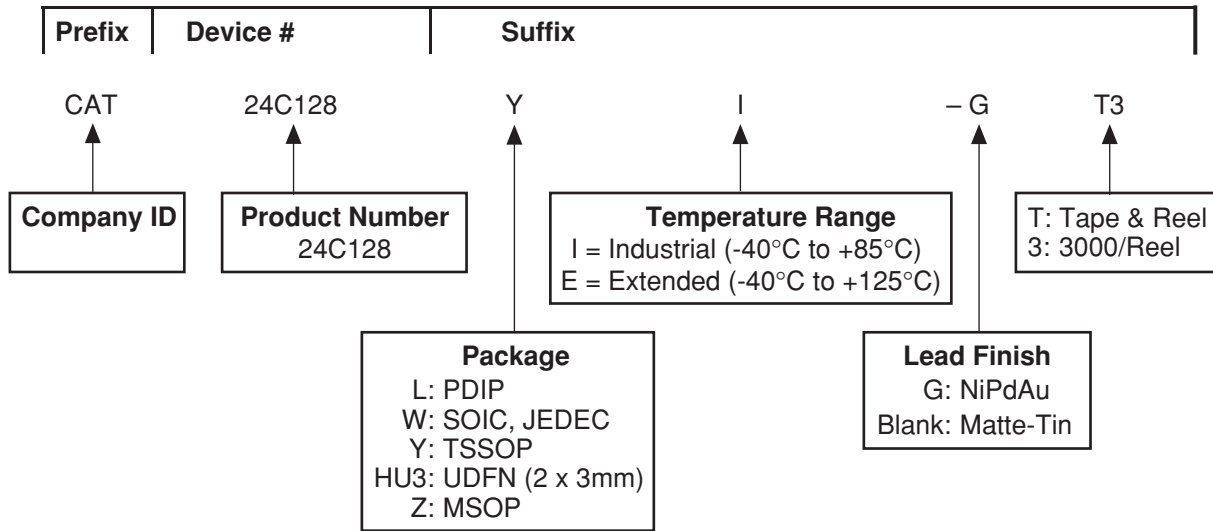 Prefix Device # Suffix
CAT 24C128 Y I – G T3
Company ID
Product Number
24C128
Temperature Range
I = Industrial (-40°C to +85°C)
E = Extended (-40°C to +125°C)
T: Tape & Reel
3: 3000/Reel
Package
L: PDIP
W: SOIC, JEDEC
Y: TSSOP
HU3: UDFN (2 x 3mm)
Z: MSOP
Lead Finish
G: NiPdAu
Blank: Matte-Tin